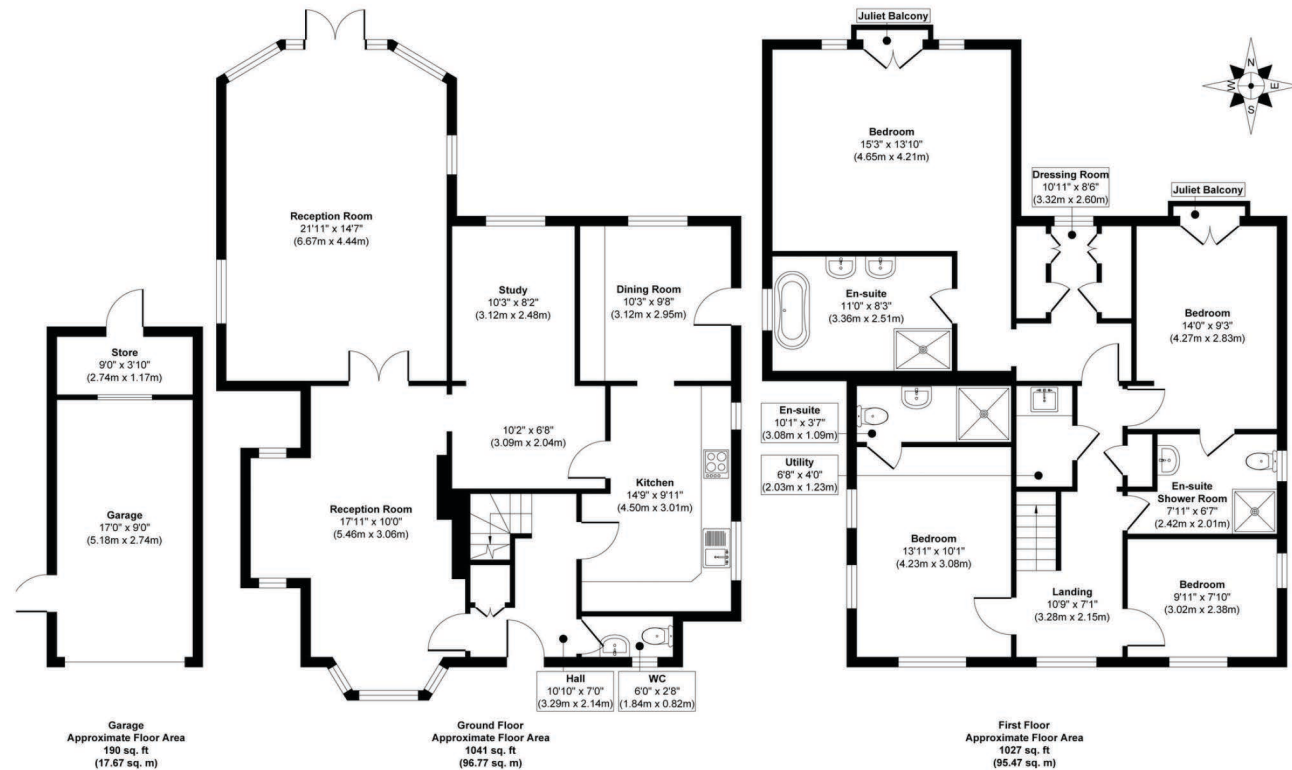 Juliet Balcony
N
W
E
S
Bedroom
15'3" x 13'10"
(4.65m x 4.21m)
Dressing Room
10'11" x 8'6"
(3.32m x 2.60m)
Juliet Balcony
Reception Room
21'11" x 14'7"
(6.67m x 4.44m)
Study
10'3" x 8'2"
(3.12m x 2.48m)
Dining Room
10'3" x 9'8"
(3.12m x 2.95m)
En-suite
11'0" x 8'3"
(3.36m x 2.51m)
Bedroom
14'0" x 9'3"
(4.27m x 2.83m)
Store
9'0" x 3'10"
(2.74m x 1.17m)
10'2" x 6'8"
(3.09m x 2.04m)
En-suite
10'1" x 3'7"
(3.08m x 1.09m)
Utility
6'8" x 4'0"
(2.03m x 1.23m)
Kitchen
14'9" x 9'11"
(4.50m x 3.01m)
En-suite
Shower Room
7'11" x 6'7"
(2.42m x 2.01m)
Garage
17'0" x 9'0"
(5.18m x 2.74m)
Reception Room
17'11" x 10'0"
(5.46m x 3.06m)
Bedroom
13'11" x 10'1"
(4.23m x 3.08m)
Landing
10'9" x 7'1"
(3.28m x 2.15m)
Bedroom
9'11" x 7'10"
(3.02m x 2.38m)
Hall
10'10" x 7'0"
(3.29m x 2.14m)
WC
6'0" x 2'8"
(1.84m x 0.82m)
Garage
Approximate Floor Area
190 sq. ft
(17.67 sq. m)
Ground Floor
Approximate Floor Area
1041 sq. ft
(96.77 sq. m)
First Floor
Approximate Floor Area
1027 sq. ft
(95.47 sq. m)